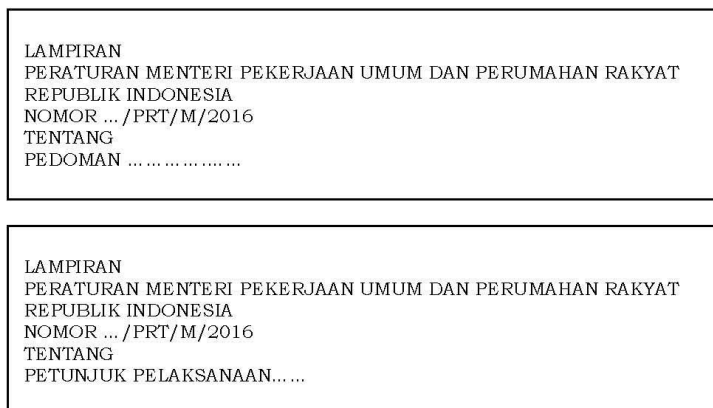 LAMPIRAN
PERATURAN MENTERI PEKERJAAN UMUM DAN PERUMAHAN RAKYAT
REPUBLIK INDONESIA
NOMOR ... /PRT/M/2016
TENTANG
PEDOMAN ... ... ... ... ... ...
LAMPIRAN
PERATURAN MENTERI PEKERJAAN UMUM DAN PERUMAHAN RAKYAT
REPUBLIK INDONESIA
NOMOR ... /PRT/M/2016
TENTANG
PETUNJUK PELAKSANAAN... ...